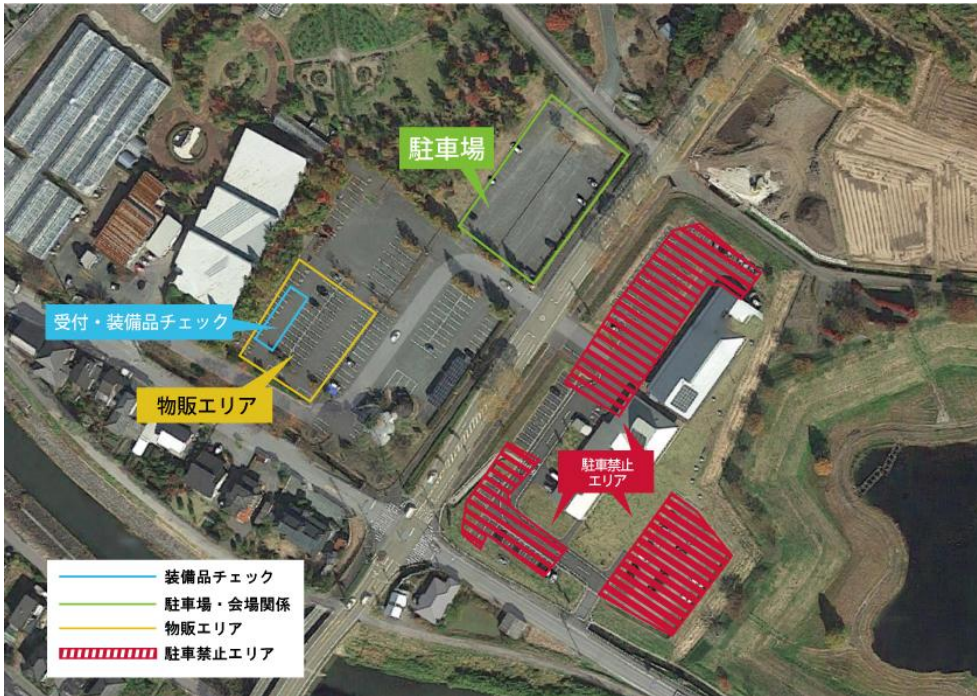 駐車場
受付・装備品チェック
物販エリア
駐車禁止
エリア
装備品チェック
駐車場・会場関係
物販エリア
駐車禁止エリア